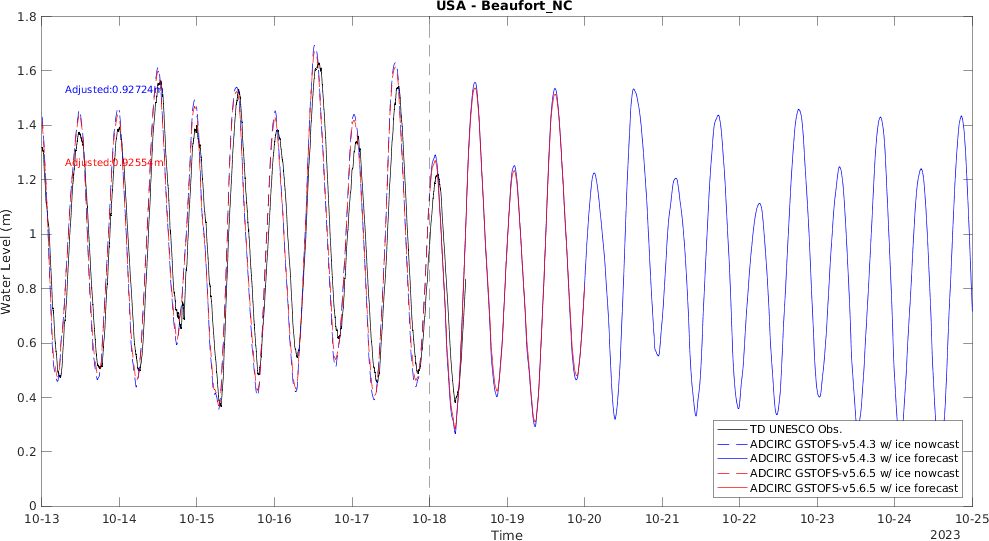 USA - Beaufort_NC
1.8
1.6
1.4
1.2
1
0.8
0.6
0.4
0.2
0
Water Level (m)
Adjusted:0.92724m
Adjusted:0.92554m
TD UNESCO Obs.
ADCIRC GSTOFS-v5.4.3 w/ ice nowcast
ADCIRC GSTOFS-v5.4.3 w/ ice forecast
ADCIRC GSTOFS-v5.6.5 w/ ice nowcast
ADCIRC GSTOFS-v5.6.5 w/ ice forecast
10-13 10-14 10-15 10-16 10-17 10-18 10-19 10-20 10-21 10-22 10-23 10-24 10-25
Time
2023